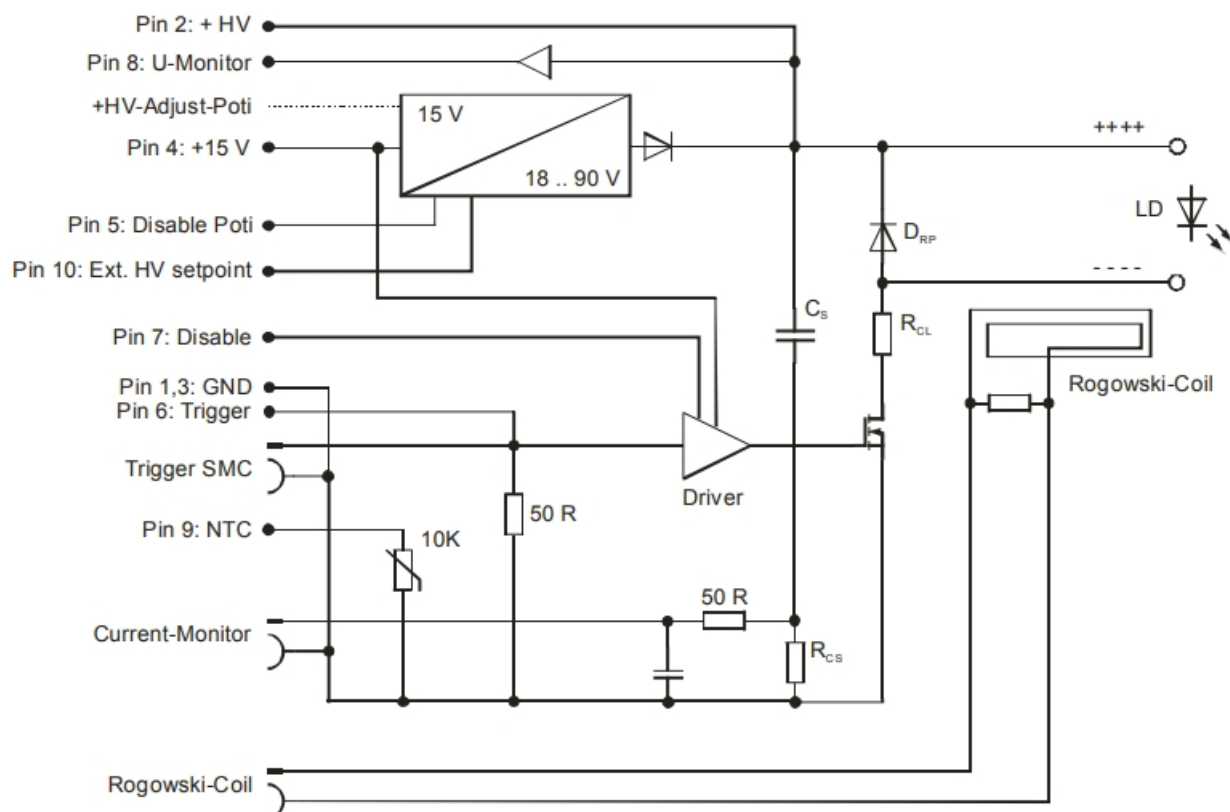 Pin 2: + HV
Pin 8: U-Monitor
+HV-Adjust-Poti
15 V
Pin 4: +15 V
18 .. 90 V
++++
Pin 5: Disable Poti
LD
D_RP
Pin 10: Ext. HV setpoint
- - - -
C_S
R_CL
Pin 7: Disable
Pin 1,3: GND
Rogowski-Coil
Pin 6: Trigger
Trigger SMC
Driver
50 R
Pin 9: NTC
10K
50 R
Current-Monitor
R_CS
Rogowski-Coil